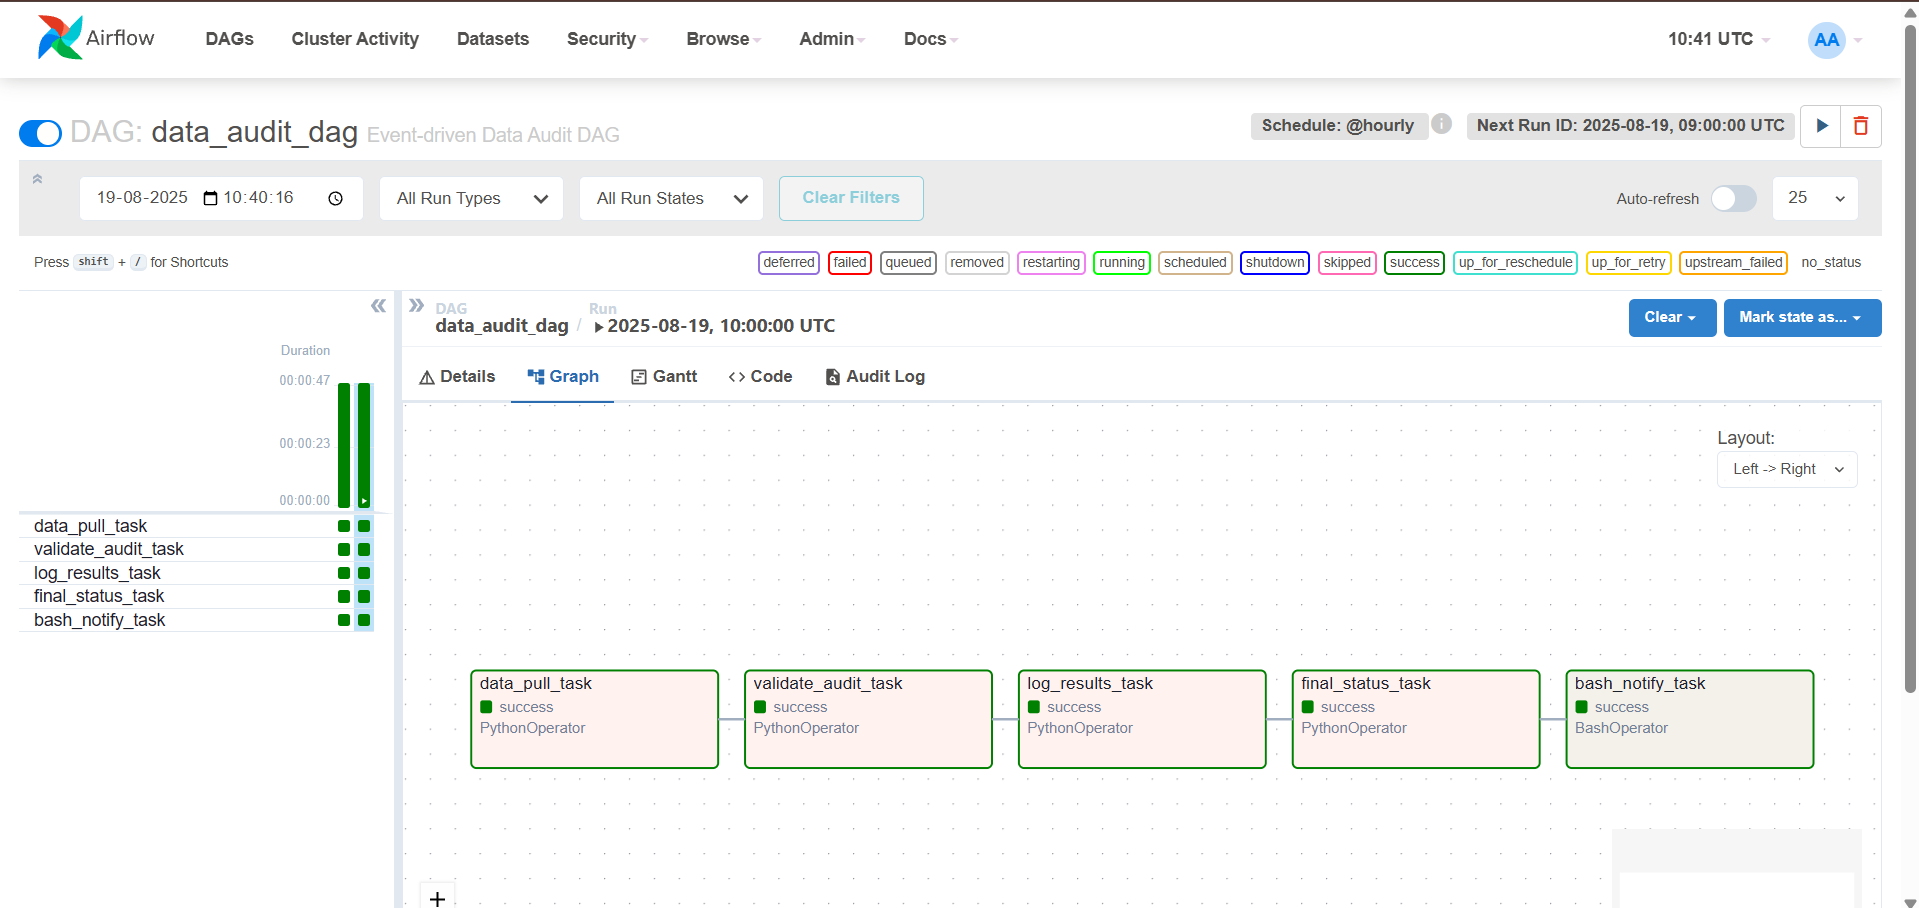 Airflow DAGs Cluster Activity Datasets Security Browse Admin Docs 10:41 UTC AA
DAG: data_audit_dag Event-driven Data Audit DAG Schedule: @hourly i Next Run ID: 2025-08-19, 09:00:00 UTC
19-08-2025 10:40:16 All Run Types All Run States Clear Filters Auto-refresh 25
Press shift + / for Shortcuts deferred failed queued removed restarting running scheduled shutdown skipped success up_for_reschedule up_for_retry upstream_failed no_status
DAG Run
data_audit_dag / 2025-08-19, 10:00:00 UTC Clear Mark state as...
Duration
00:00:47
00:00:23
00:00:00
data_pull_task
validate_audit_task
log_results_task
final_status_task
bash_notify_task
Details Graph Gantt Code Audit Log
Layout:
Left -> Right
data_pull_task
success
PythonOperator
validate_audit_task
success
PythonOperator
log_results_task
success
PythonOperator
final_status_task
success
PythonOperator
bash_notify_task
success
BashOperator
+